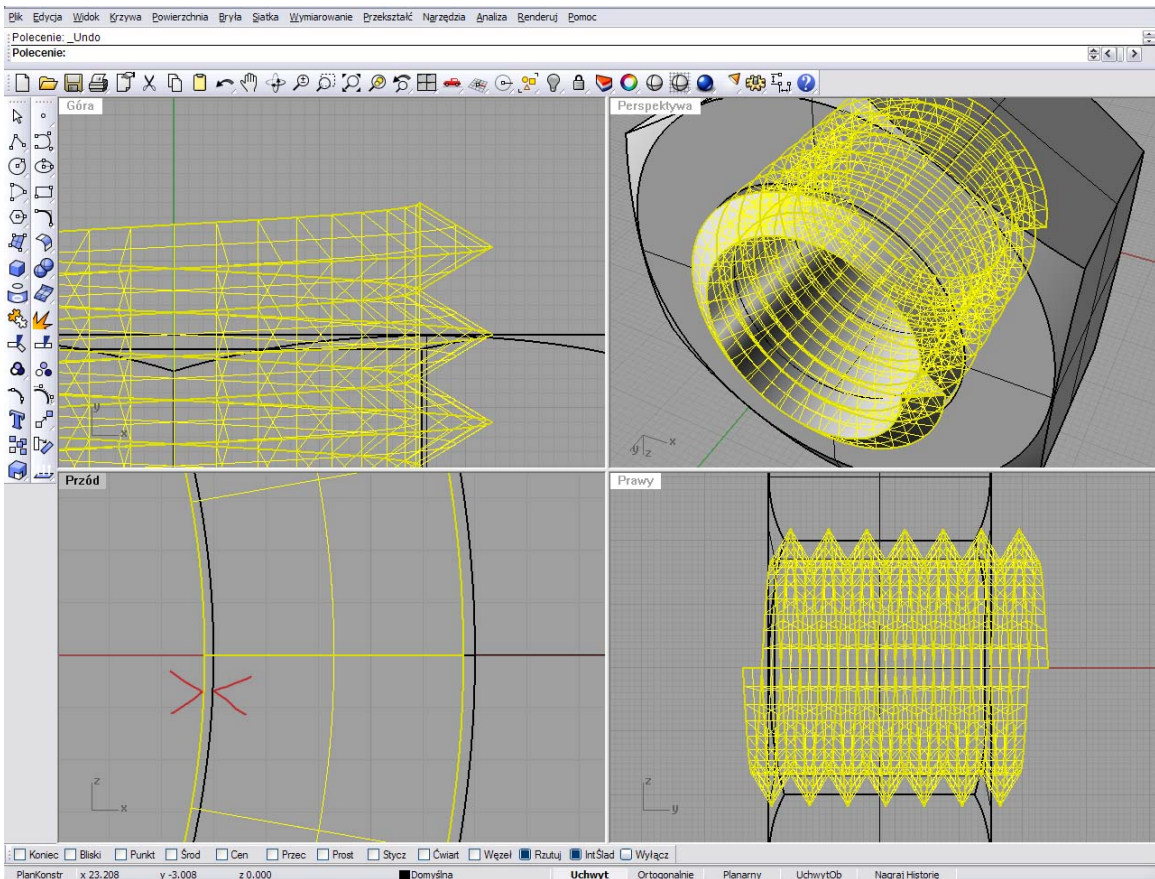 Plik Edycja Widok Krzywa Powierzchnia Bryła Siatka Wymiarowanie Przekształć Narzędzia Analiza Renderuj Pomoc
Polecenie: _Undo
Polecenie:
Góra
Perspektywa
y x
y z x
Przód
Prawy
z x
z y
Koniec Bliski Punkt Środ Cen Przec Prost Stycz Ćwiart Węzeł Rzutuj IntŚlad Wyłącz
PlanKonstr x 23.208 y -3.008 z 0.000 Domyślna Uchwyt Ortogonalnie Planarny UchwytOb Nagraj Historię